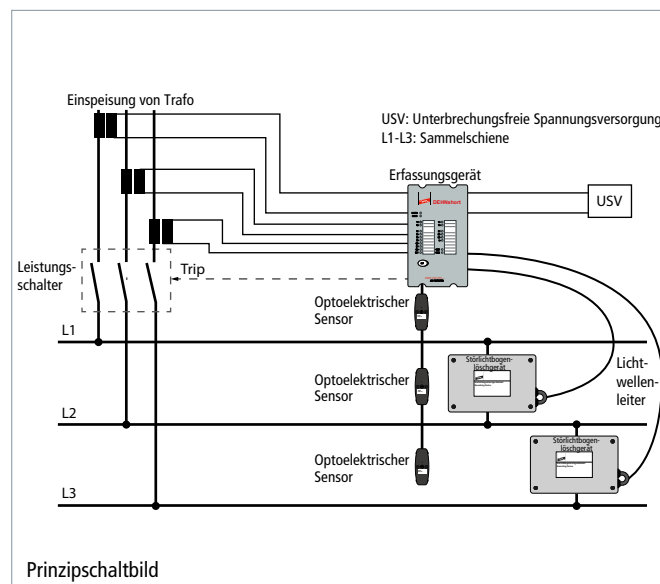 Einspeisung von Trafo
USV: Unterbrechungsfreie Spannungsversorgung
L1-L3: Sammelschiene
Erfassungsgerät
DEHNshort
USV
Leistungs-
schalter
Trip
Optoelektrischer
Sensor
L1
Störlichtbogen-
löschgerät
Licht-
wellen-
leiter
Optoelektrischer
Sensor
L2
Störlichtbogen-
löschgerät
Optoelektrischer
Sensor
L3
Prinzipschaltbild